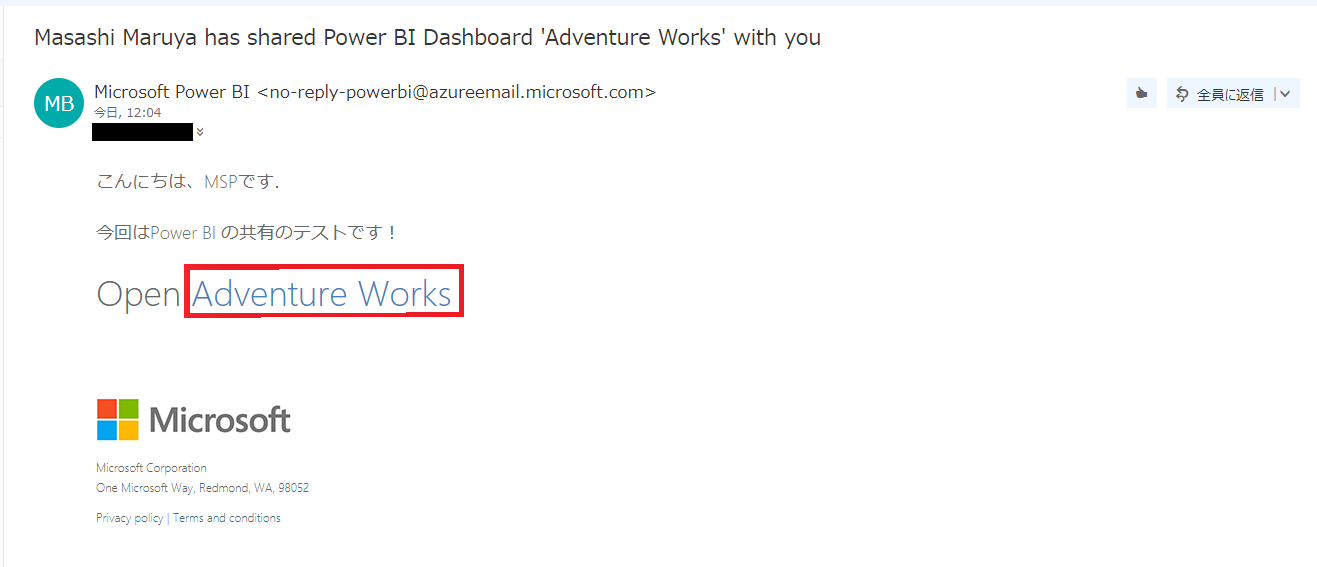 Masashi Maruya has shared Power BI Dashboard 'Adventure Works' with you
MB
Microsoft Power BI <no-reply-powerbi@azureemail.microsoft.com>
今日, 12:04
全員に返信
こんにちは、MSPです.
今回はPower BI の共有のテストです！
Open Adventure Works
Microsoft
Microsoft Corporation
One Microsoft Way, Redmond, WA, 98052
Privacy policy | Terms and conditions